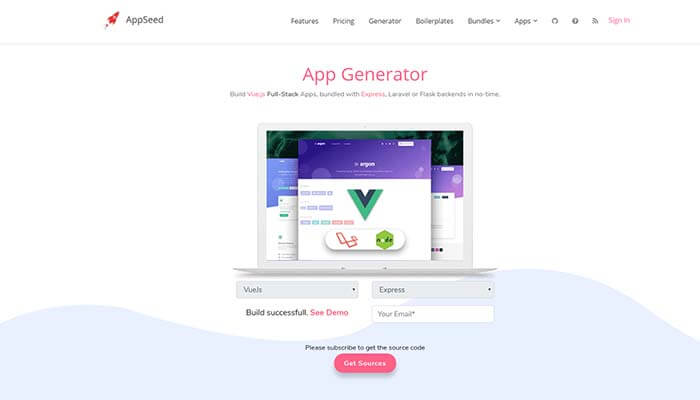 AppSeed
Features Pricing Generator Boilerplates Bundles Apps Sign In
App Generator
Build Vue.js Full-Stack Apps, bundled with Express, Laravel or Flask backends in no-time.
argon
node
VueJs Express
Build successfull. See Demo
Your Email*
Please subscribe to get the source code
Get Sources